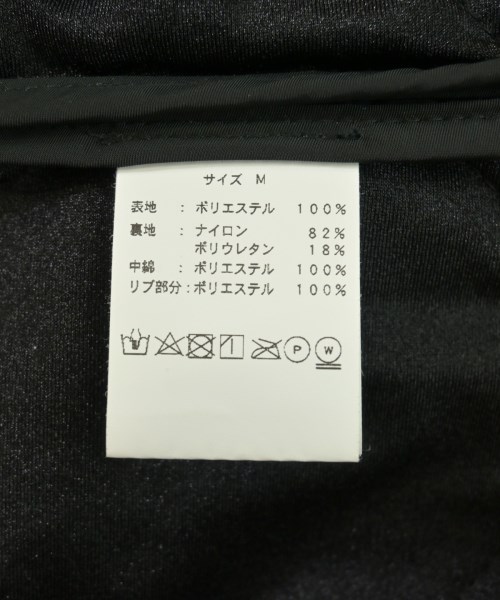 サイズ M
表地 : ポリエステル 100%
裏地 : ナイロン 82%
ポリウレタン 18%
中綿 : ポリエステル 100%
リブ部分 : ポリエステル 100%
P W